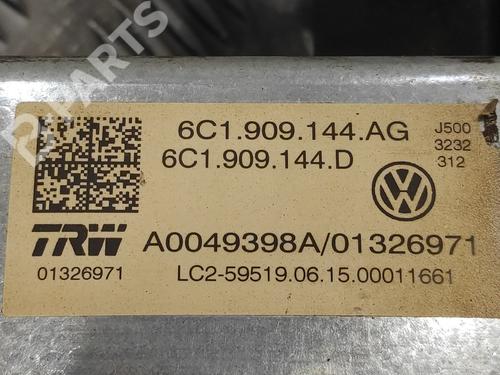 B-PARTS
6C1.909.144.AG
6C1.909.144.D
J500
3232
312
TRW
A0049398A/01326971
01326971
LC2-59519.06.15.00011661